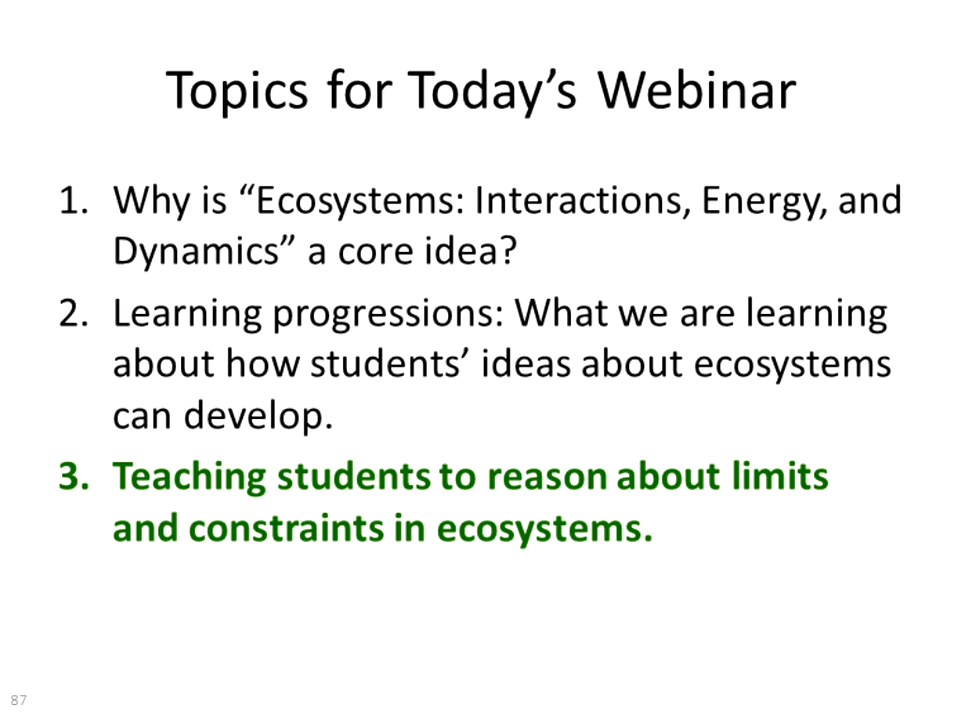 Topics for Today’s Webinar
1. Why is “Ecosystems: Interactions, Energy, and
Dynamics” a core idea?
2. Learning progressions: What we are learning
about how students’ ideas about ecosystems
can develop.
3. Teaching students to reason about limits
and constraints in ecosystems.
87